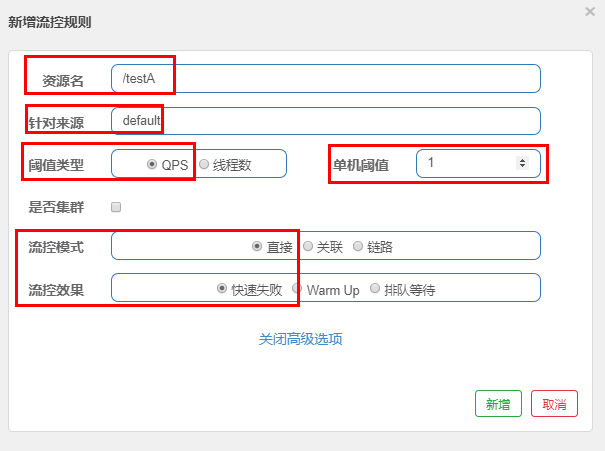 新增流控规则
×
资源名 /testA
针对来源 default
阈值类型 QPS 线程数 单机阈值 1
是否集群
流控模式 直接 关联 链路
流控效果 快速失败 Warm Up 排队等待
关闭高级选项
新增 取消